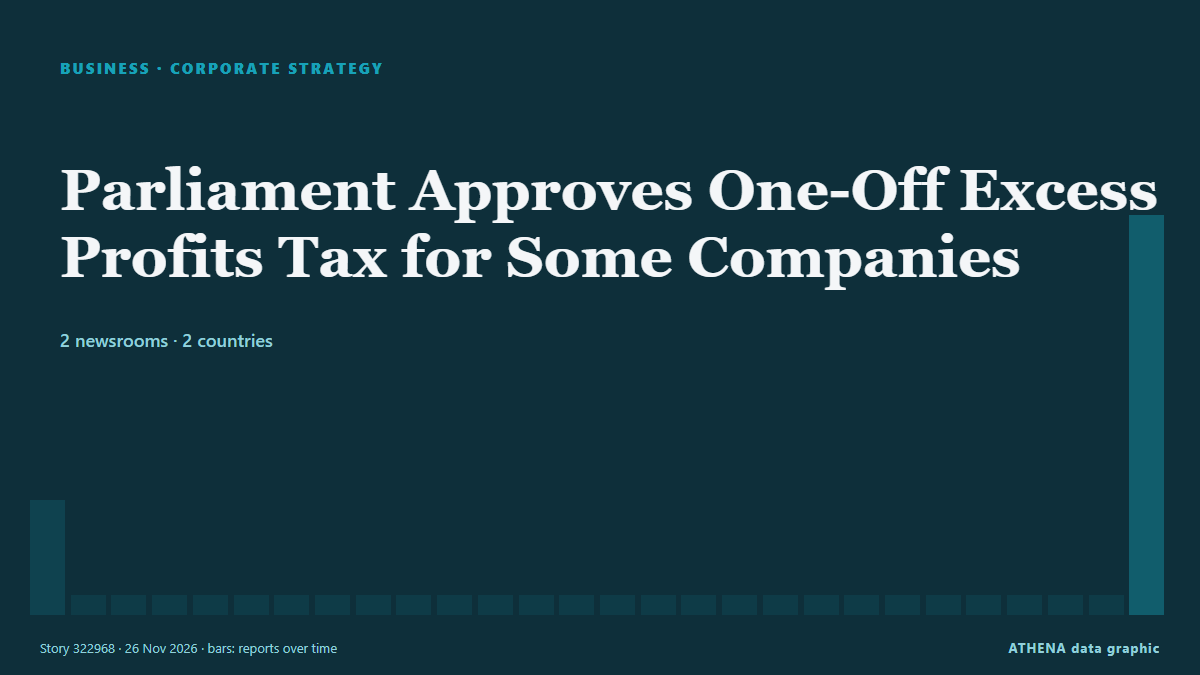 BUSINESS · CORPORATE STRATEGY
Parliament Approves One-Off Excess
Profits Tax for Some Companies
2 newsrooms · 2 countries
Story 322968 · 26 Nov 2026 · bars: reports over time
ATHENA data graphic